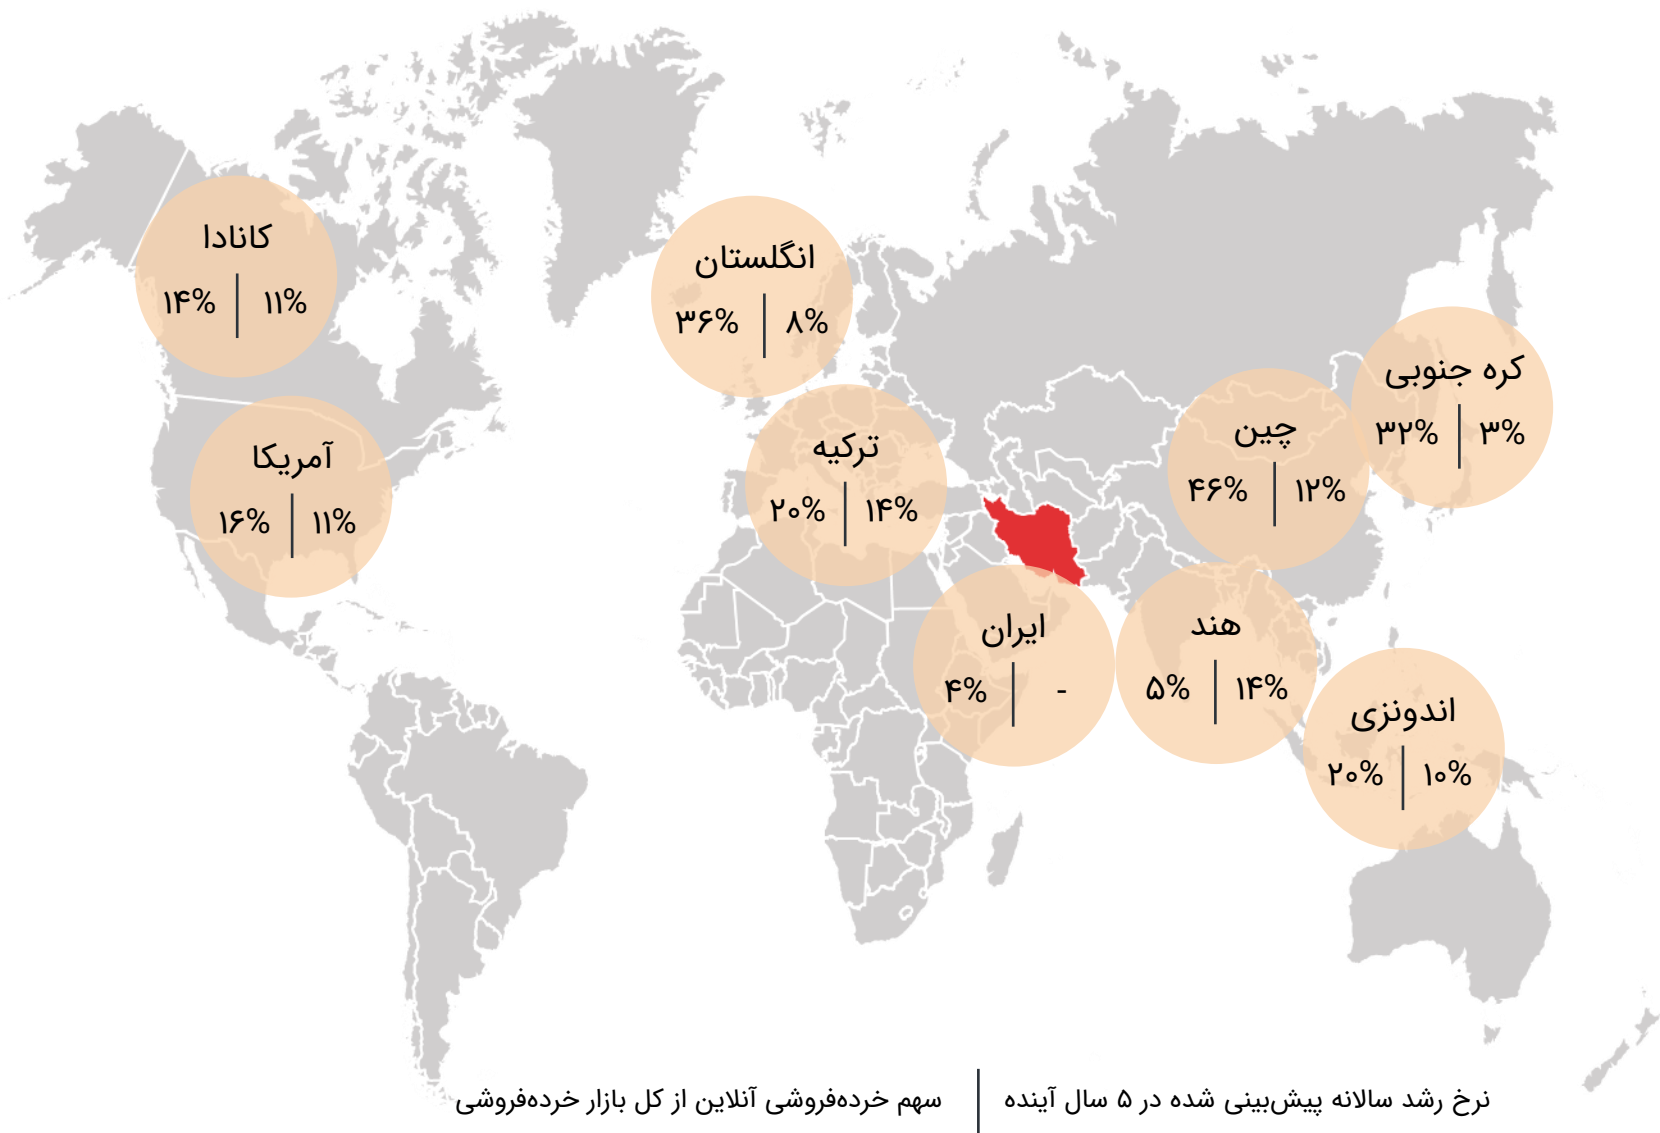 کانادا
۱۱% | ۱۴%
انگلستان
۸% | ۳۶%
کره جنوبی
۳% | ۳۲%
چین
۱۲% | ۴۶%
آمریکا
۱۱% | ۱۶%
ترکیه
۱۴% | ۲۰%
ایران
- | ۴%
هند
۱۴% | ۵%
اندونزی
۱۰% | ۲۰%
نرخ رشد سالانه پیش‌بینی شده در ۵ سال آینده | سهم خرده‌فروشی آنلاین از کل بازار خرده‌فروشی